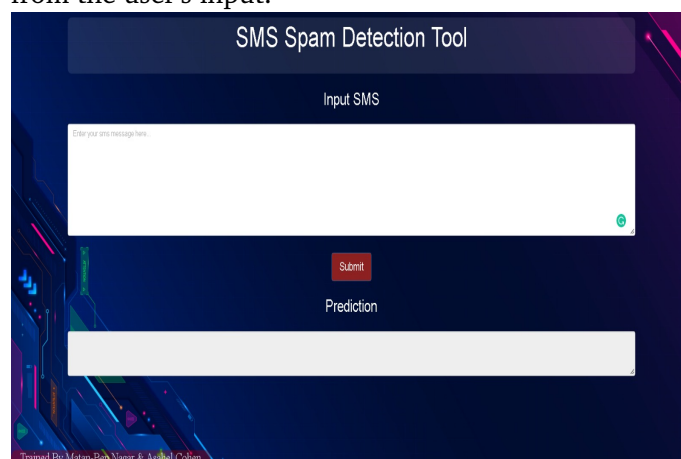 from the user's input.
SMS Spam Detection Tool
Input SMS
Enter your sms message here.
Submit
Prediction
Trained By Matan-Ben Nagar & Asahel Cohen